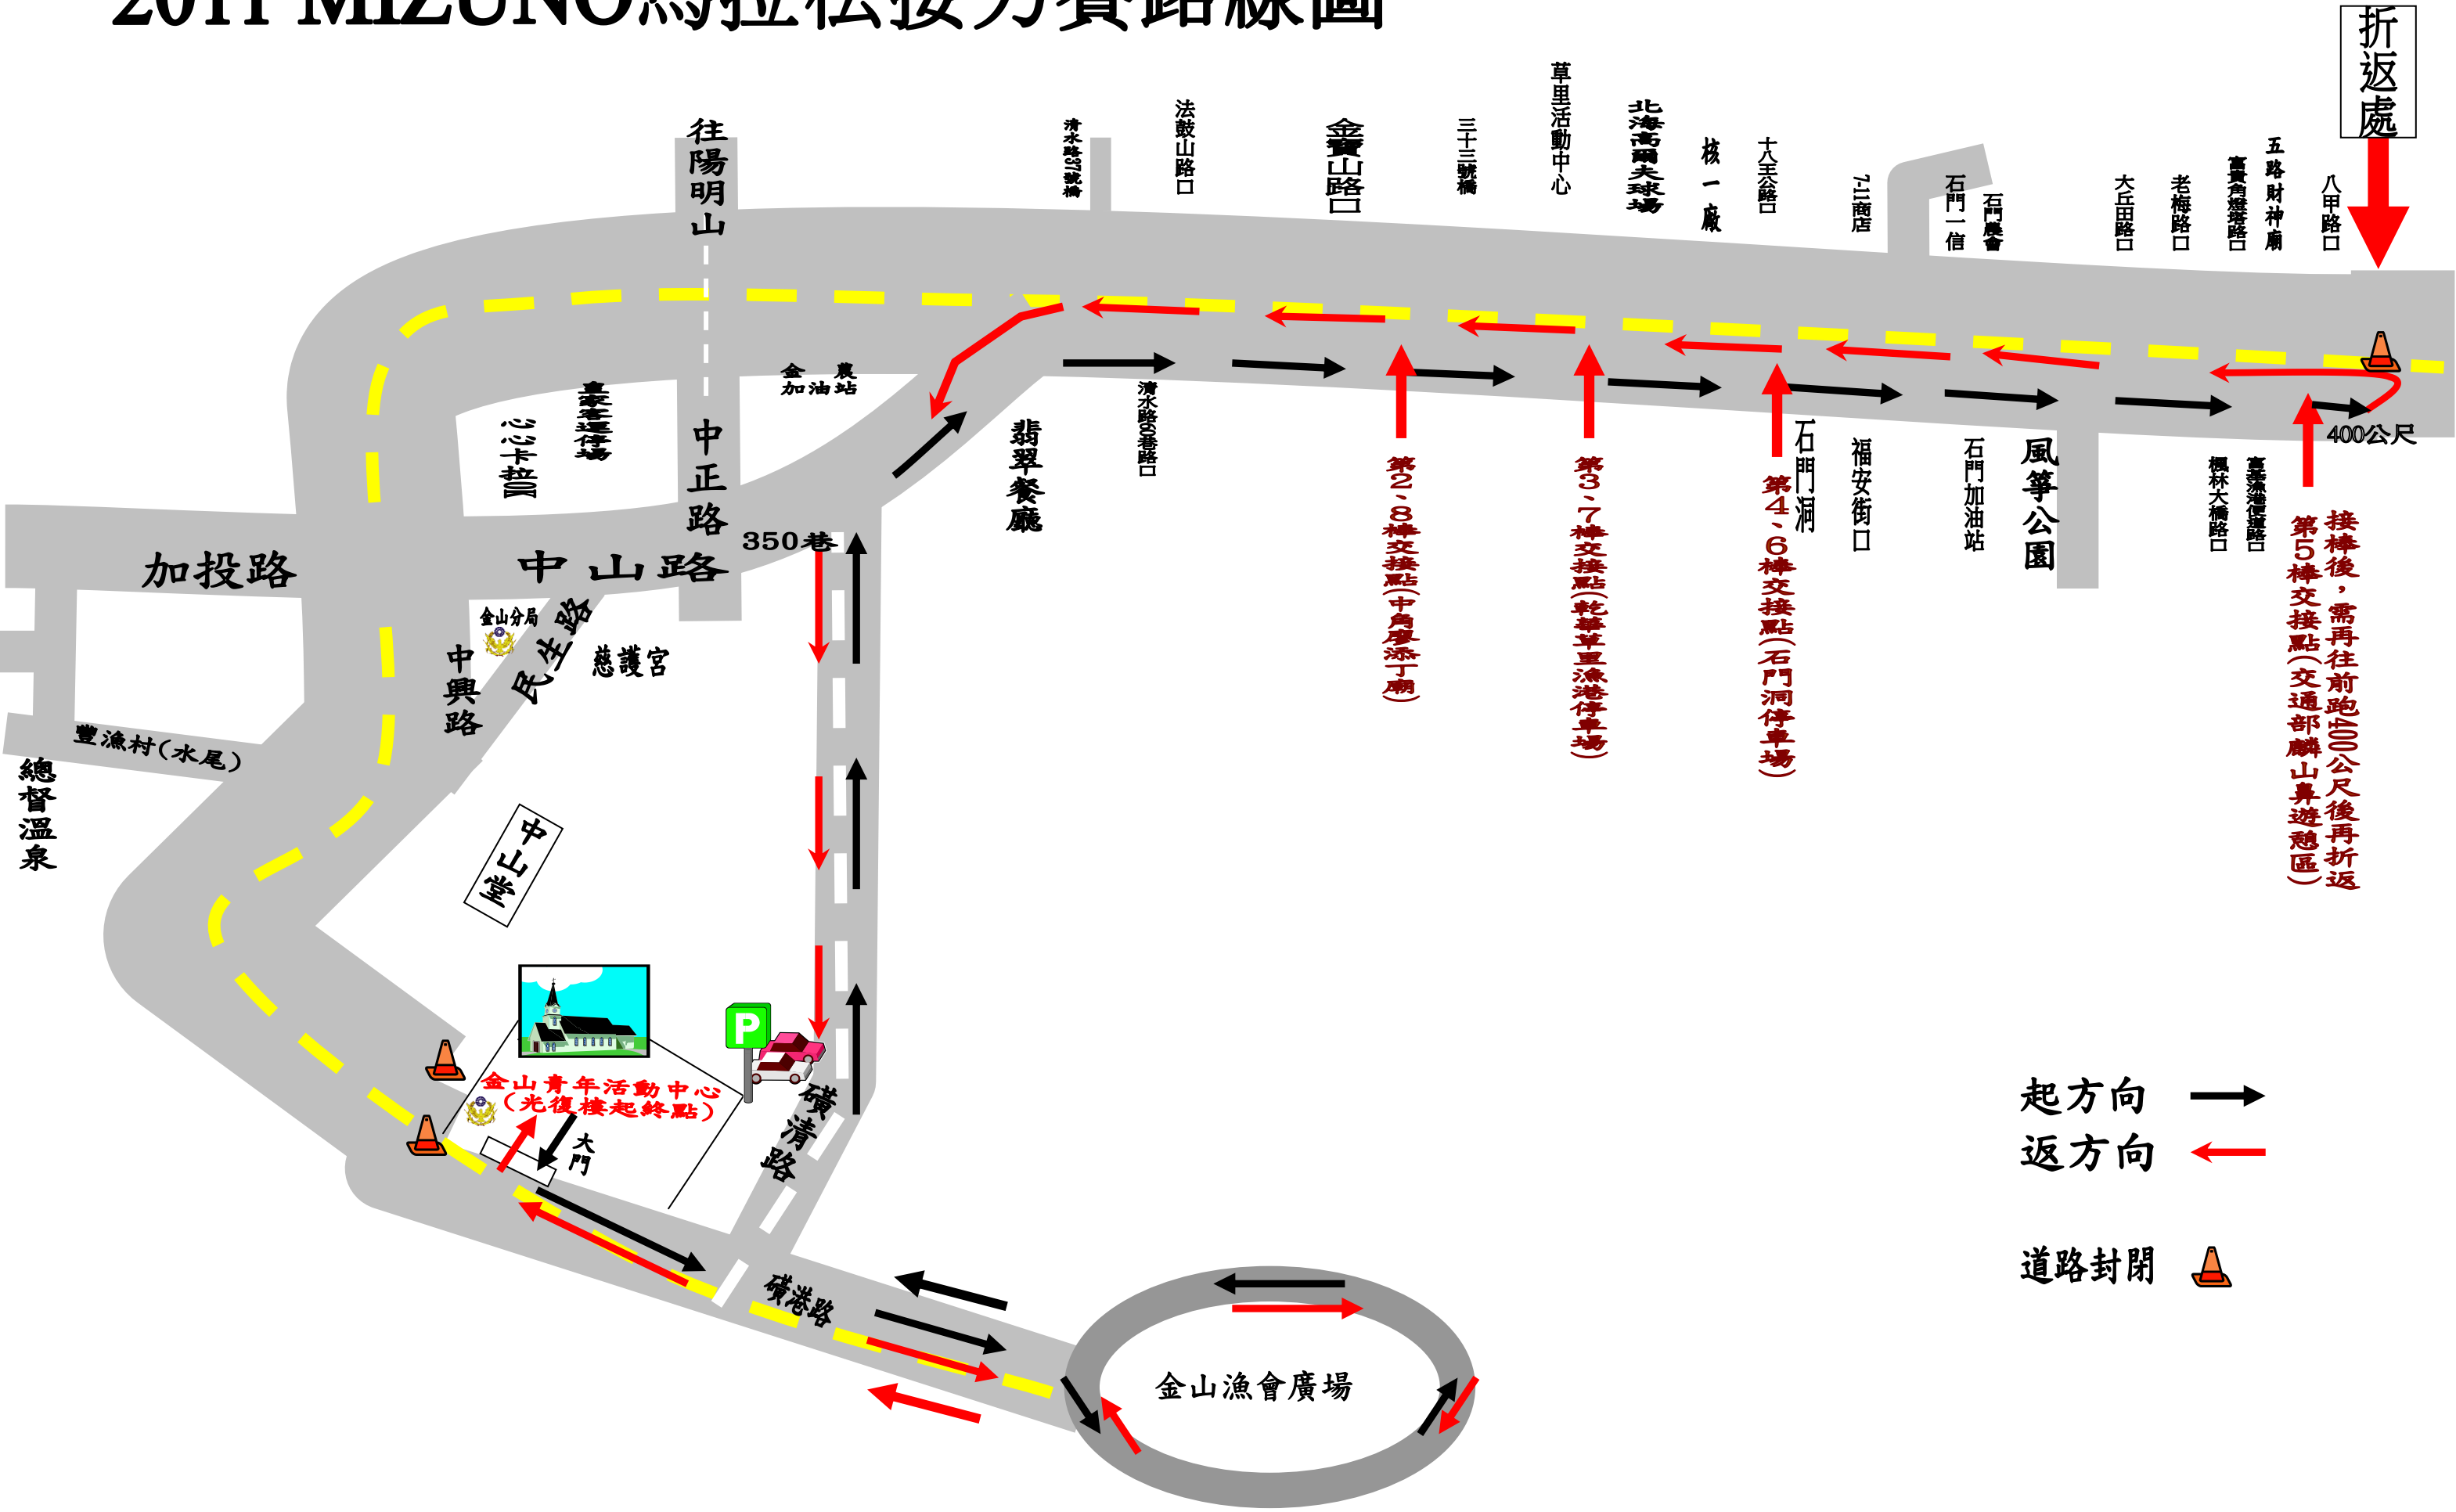 2011 MIZUNO馬拉松接力賽路線圖
折返處
往陽明山
清水路37號橋
法鼓山路口
金寶山路口
三十三號橋
草里活動中心
北海高爾夫球場
核一廠
十八王公路口
7-11商店
石門一信
石門農會
大丘田路口
老梅路口
富貴角燈塔路口
五路財神廟
八甲路口
金農
加油站
心心卡拉OK
中正路
翡翠餐廳
清水路60巷路口
第2、8棒交接點(中角廖添丁廟)
第3、7棒交接點(乾華草里漁港停車場)
第4、6棒交接點(石門洞停車場)
石門洞
福安街口
石門加油站
風箏公園
楓林大橋路口
400公尺
第5棒交接點(交通部麟山鼻遊憩區)
接棒後，需再往前跑400公尺後再折返
350巷
加投路
中山路
金山分局
民生路
慈護宮
中興路
豐漁村(水尾)
總督溫泉
中山堂
P
金山青年活動中心
(光復樓起終點)
大門
磺清路
磺港路
金山漁會廣場
起方向
返方向
道路封閉